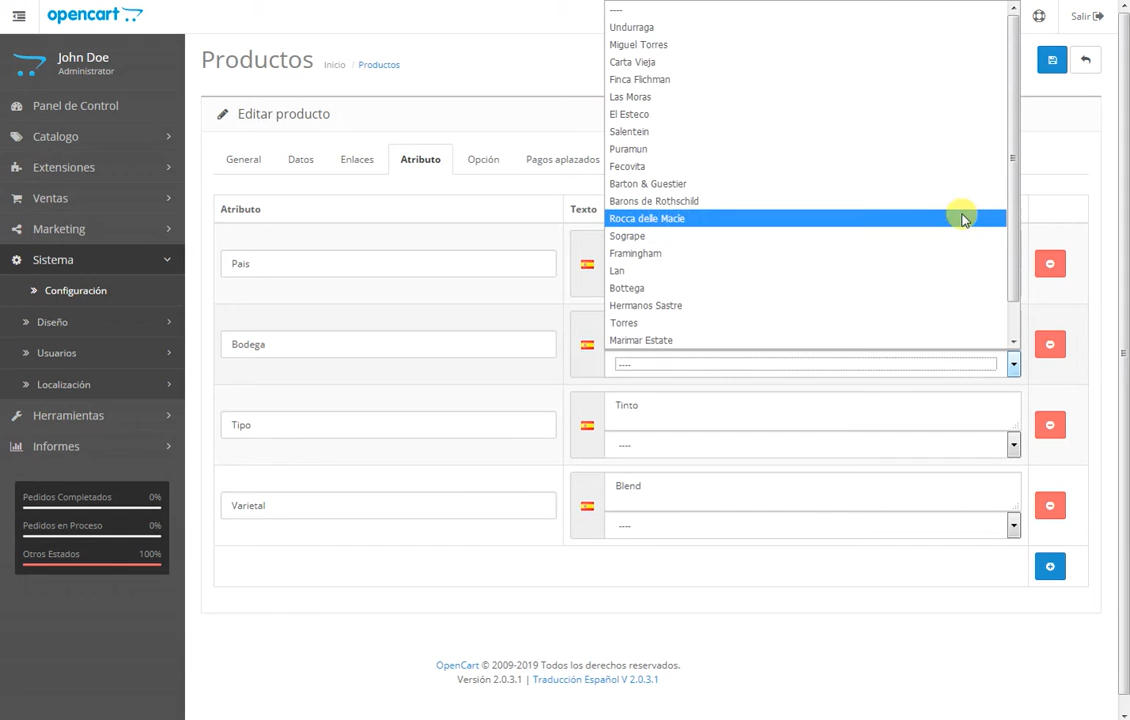 opencart
Salir
John Doe
Administrator
Panel de Control
Catalogo
Extensiones
Ventas
Marketing
Sistema
Configuración
Diseño
Usuarios
Localización
Herramientas
Informes
Pedidos Completados 0%
Pedidos en Proceso 0%
Otros Estados 100%
Productos Inicio Productos
Editar producto
General Datos Enlaces Atributo Opción Pagos aplazados
Atributo Texto
Pais
Bodega
----
Undurraga
Miguel Torres
Carta Vieja
Finca Flichman
Las Moras
El Esteco
Salentein
Puramun
Fecovita
Barton & Guestier
Barons de Rothschild
Rocca delle Macie
Sogrape
Framingham
Lan
Bottega
Hermanos Sastre
Torres
Marimar Estate
----
Tipo
Tinto
----
Varietal
Blend
----
OpenCart © 2009-2019 Todos los derechos reservados.
Versión 2.0.3.1 | Traducción Español V 2.0.3.1